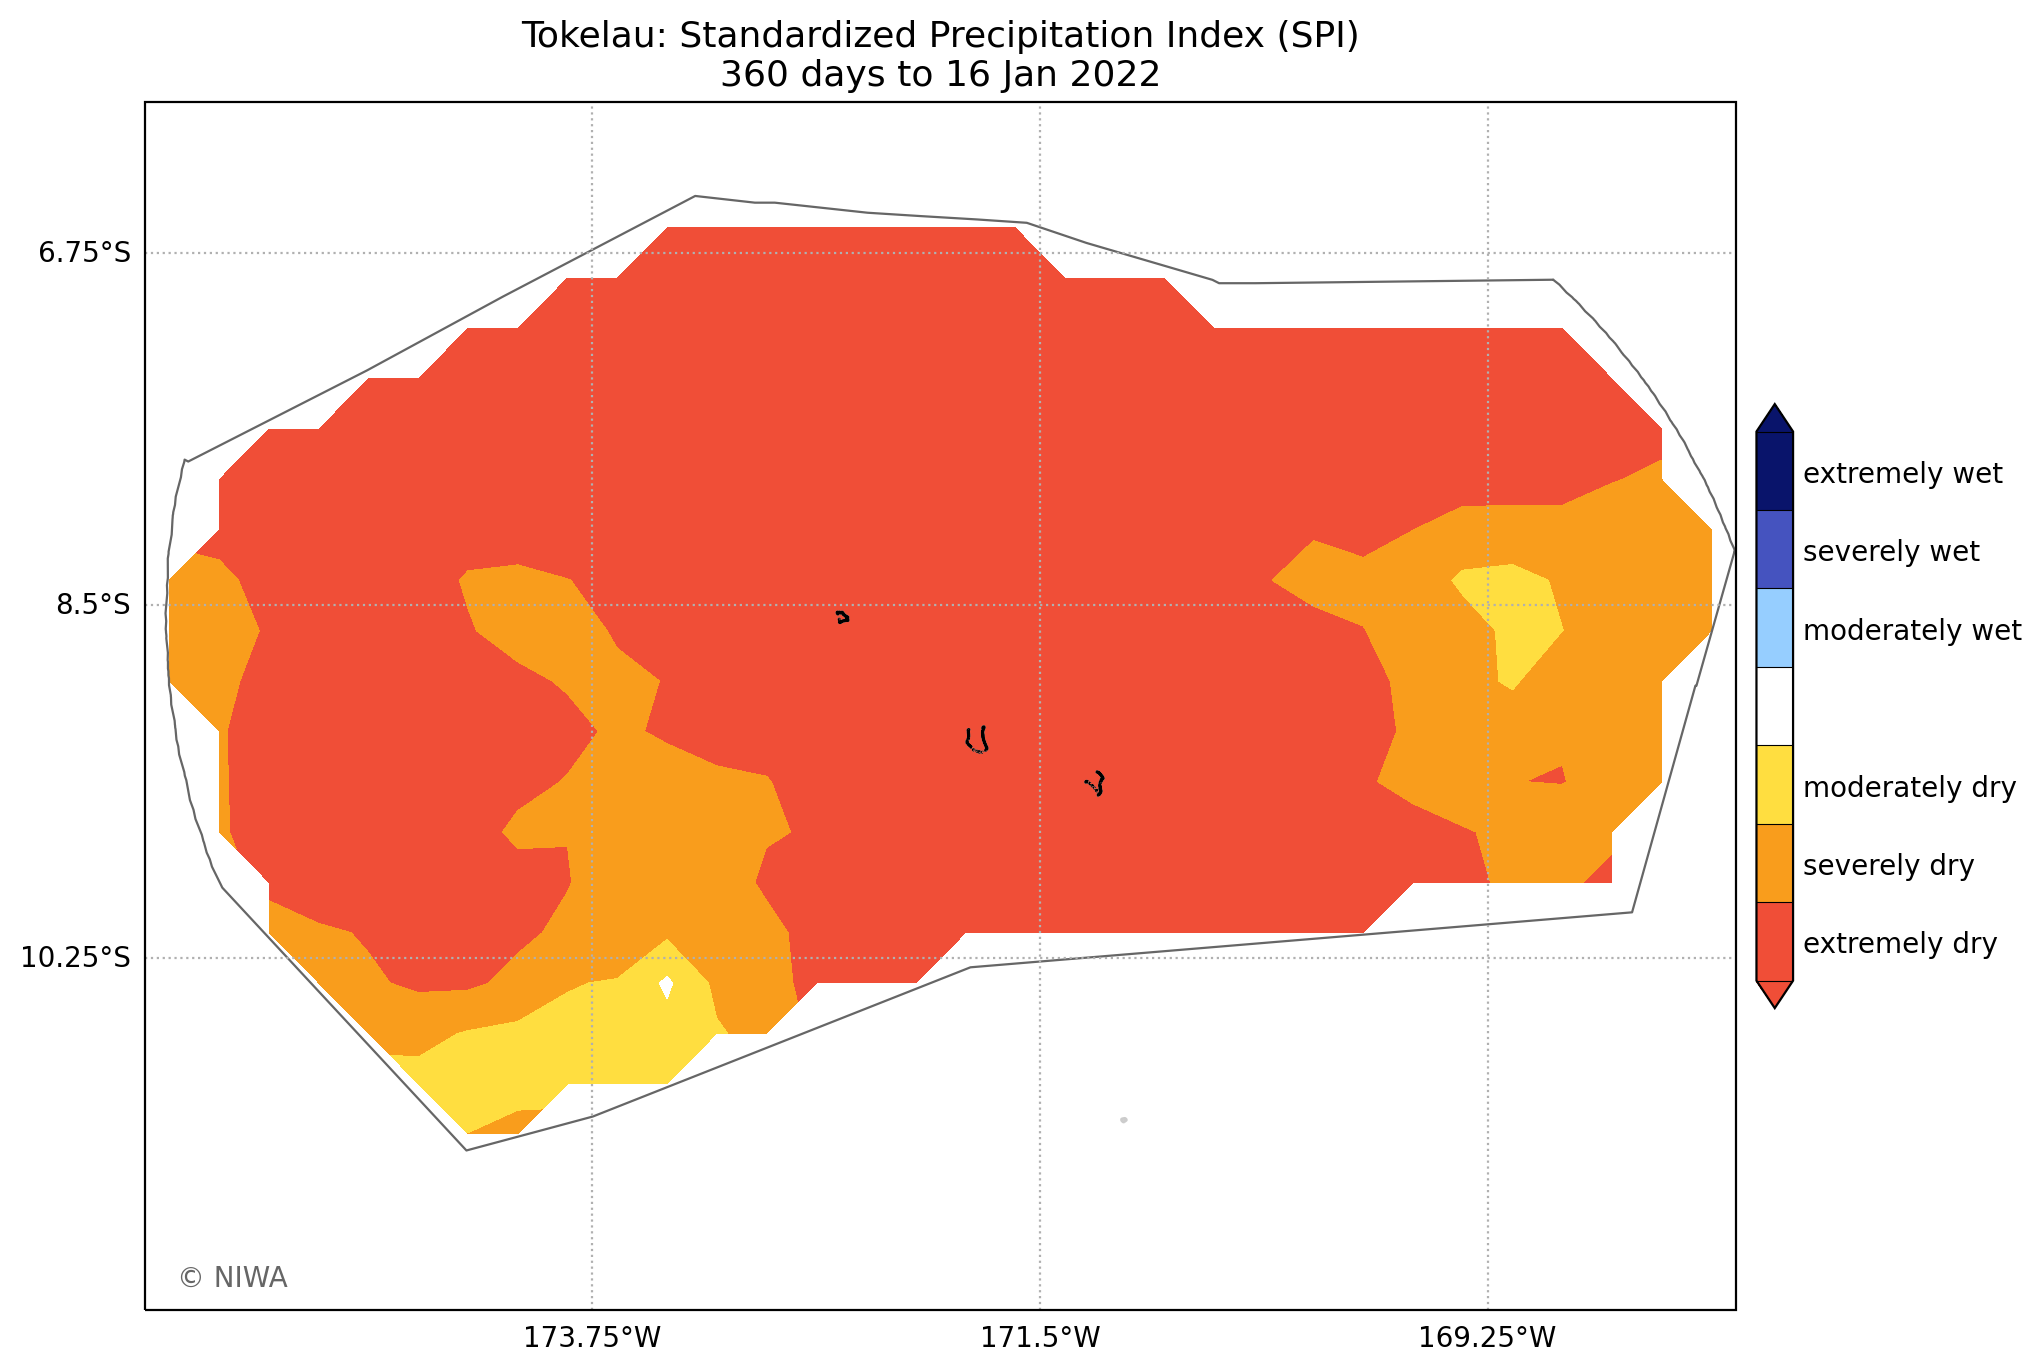 Tokelau: Standardized Precipitation Index (SPI)
360 days to 16 Jan 2022
6.75°S
8.5°S
10.25°S
173.75°W
171.5°W
169.25°W
extremely wet
severely wet
moderately wet
moderately dry
severely dry
extremely dry
© NIWA